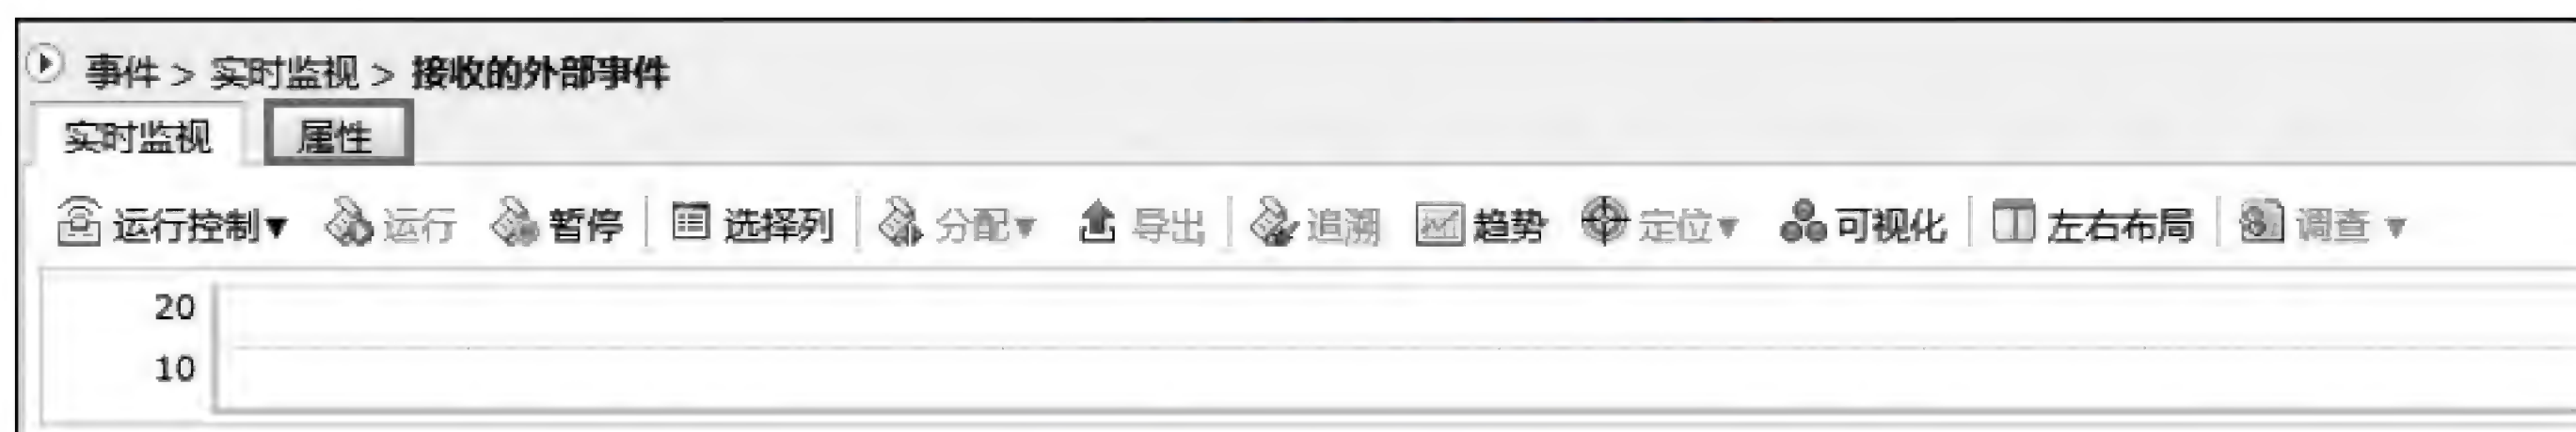 事件 > 实时监视 > 接收的外部事件
实时监视 属性
运行控制▼ 运行 暂停 选择列 分配▼ 导出 追溯 趋势 定位▼ 可视化 左右布局 调查 ▼
20
10